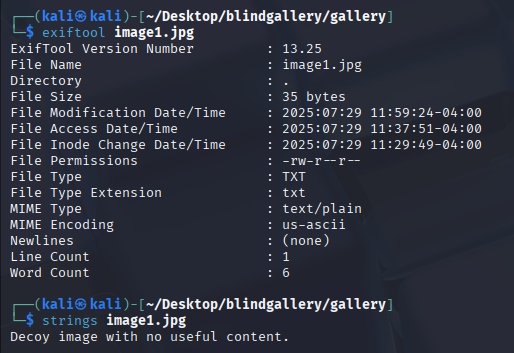 ┌──(kali㉿kali)-[~/Desktop/blindgallery/gallery]
└─$ exiftool image1.jpg
ExifTool Version Number         : 13.25
File Name                       : image1.jpg
Directory                       : .
File Size                       : 35 bytes
File Modification Date/Time     : 2025:07:29 11:59:24-04:00
File Access Date/Time           : 2025:07:29 11:37:51-04:00
File Inode Change Date/Time     : 2025:07:29 11:29:49-04:00
File Permissions                : -rw-r--r--
File Type                       : TXT
File Type Extension             : txt
MIME Type                       : text/plain
MIME Encoding                   : us-ascii
Newlines                        : (none)
Line Count                      : 1
Word Count                      : 6
┌──(kali㉿kali)-[~/Desktop/blindgallery/gallery]
└─$ strings image1.jpg
Decoy image with no useful content.